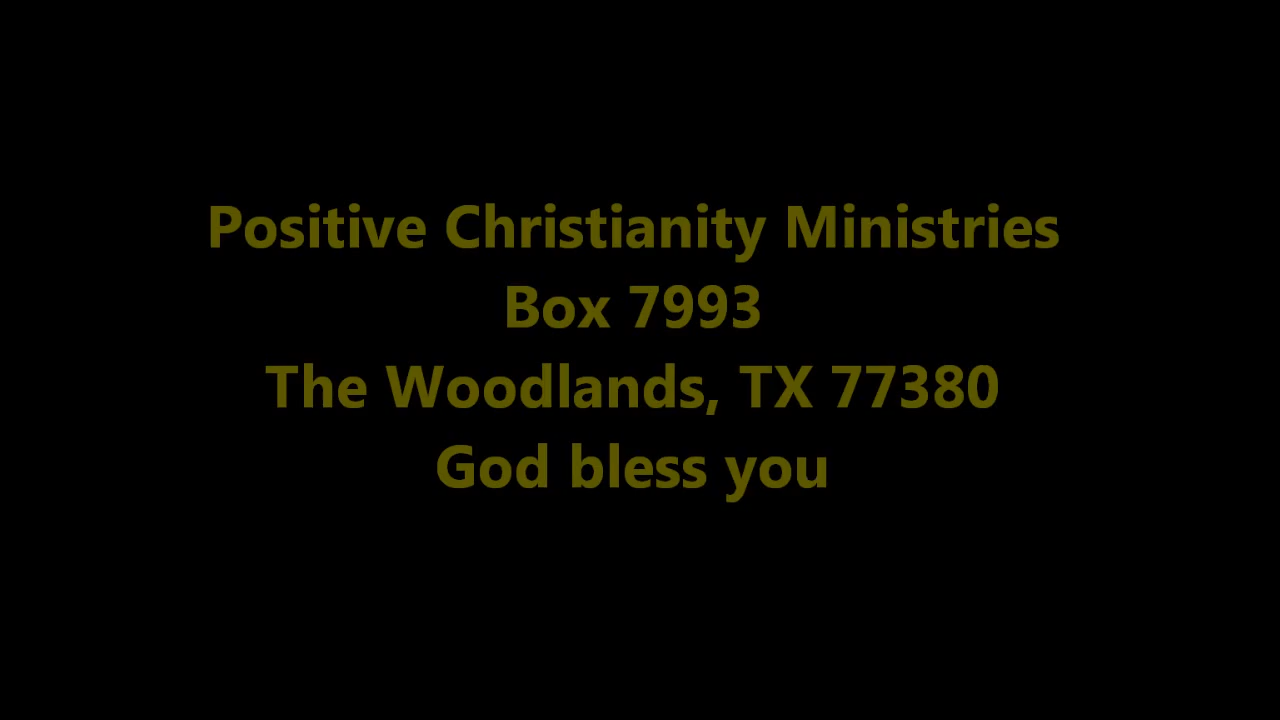 Positive Christianity Ministries
Box 7993
The Woodlands, TX 77380
God bless you